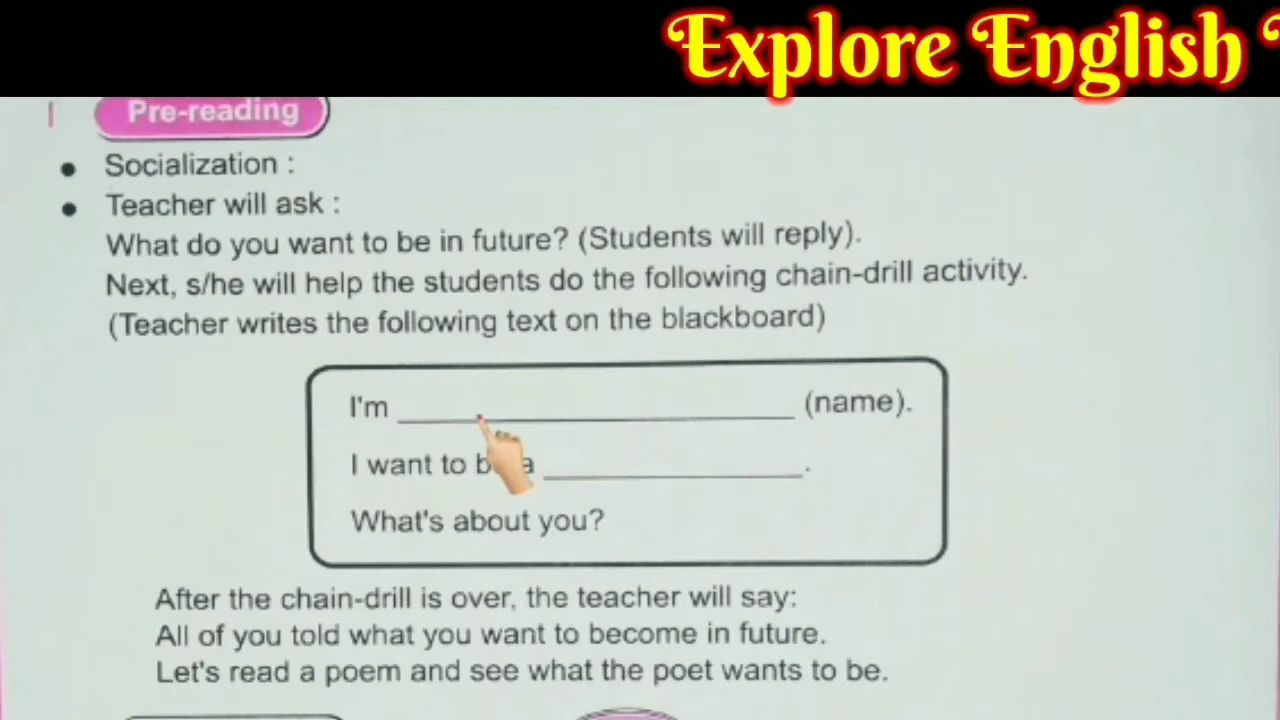 Explore English
Pre-reading
• Socialization :
• Teacher will ask :
What do you want to be in future? (Students will reply).
Next, s/he will help the students do the following chain-drill activity.
(Teacher writes the following text on the blackboard)
I'm ____________________ (name).
I want to be a ______________.
What's about you?
After the chain-drill is over, the teacher will say:
All of you told what you want to become in future.
Let's read a poem and see what the poet wants to be.